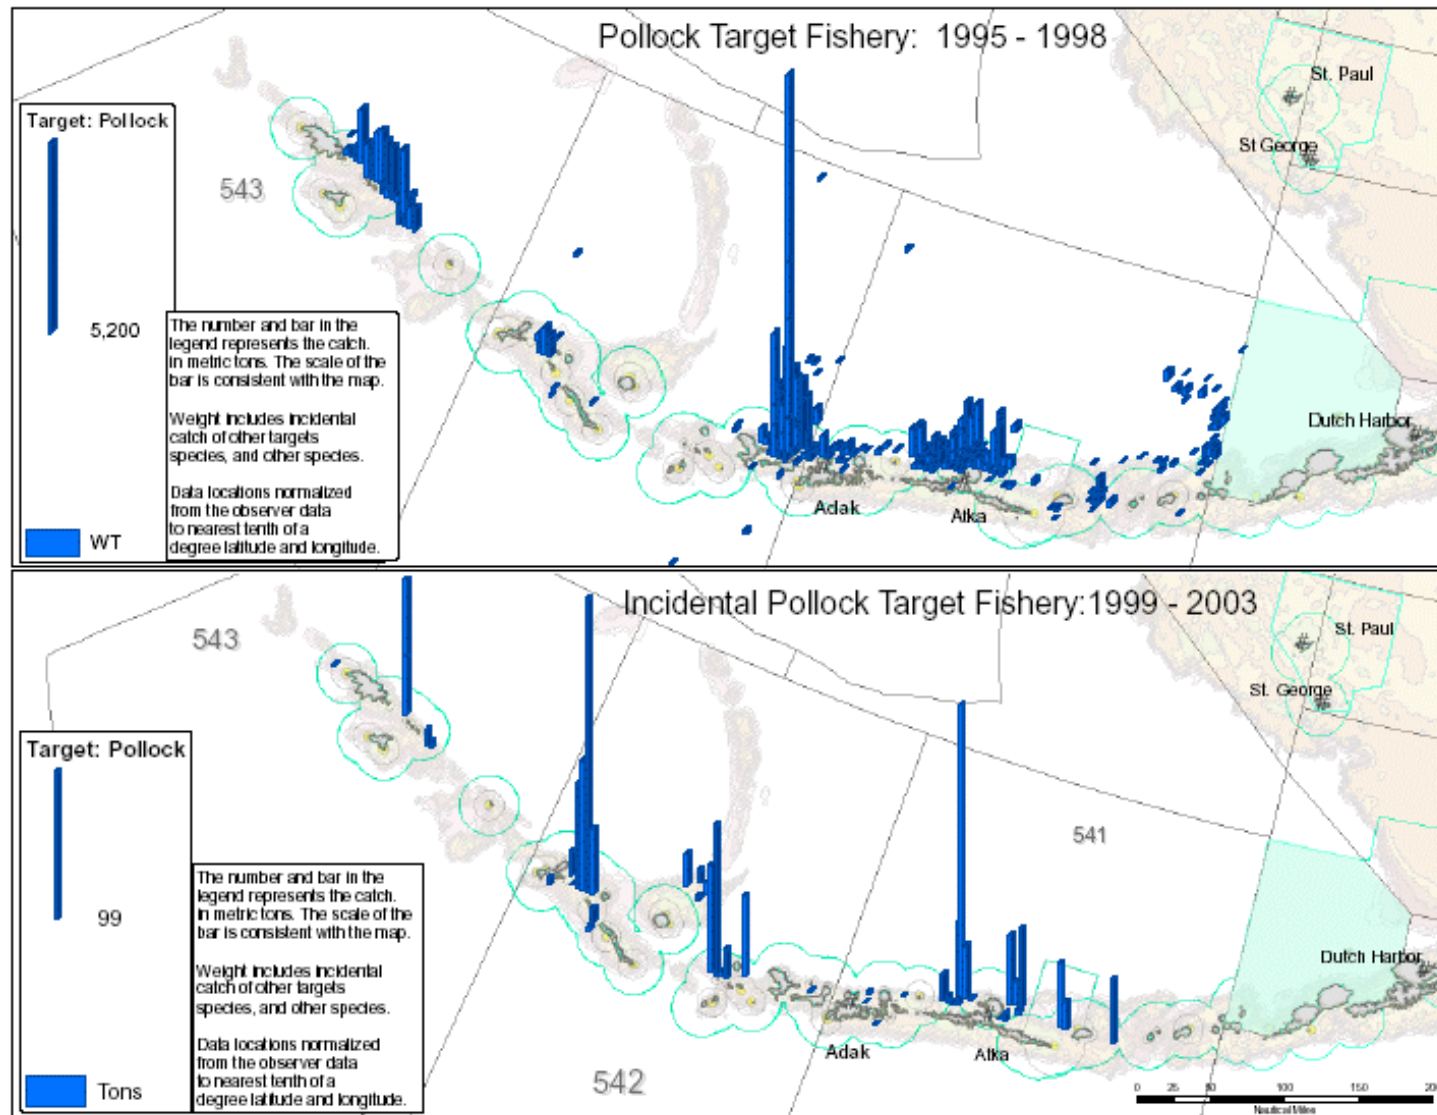 Pollock Target Fishery: 1995 - 1998
St. Paul
St George
Target: Pollock
543
5,200
The number and bar in the
legend represents the catch.
in metric tons. The scale of the
bar is consistent with the map.
Weight includes incidental
catch of other targets
species, and other species.
Data locations normalized
from the observer data
to nearest tenth of a
degree latitude and longitude.
WT
Dutch Harbor
Adak
Atka
Incidental Pollock Target Fishery:1999 - 2003
543
St. Paul
St. George
Target: Pollock
99
541
The number and bar in the
legend represents the catch.
in metric tons. The scale of the
bar is consistent with the map.
Weight includes incidental
catch of other targets
species, and other species.
Data locations normalized
from the observer data
to nearest tenth of a
degree latitude and longitude.
Tons
Dutch Harbor
Adak
Atka
542
0 25 50 100 150 200
Nautical Miles